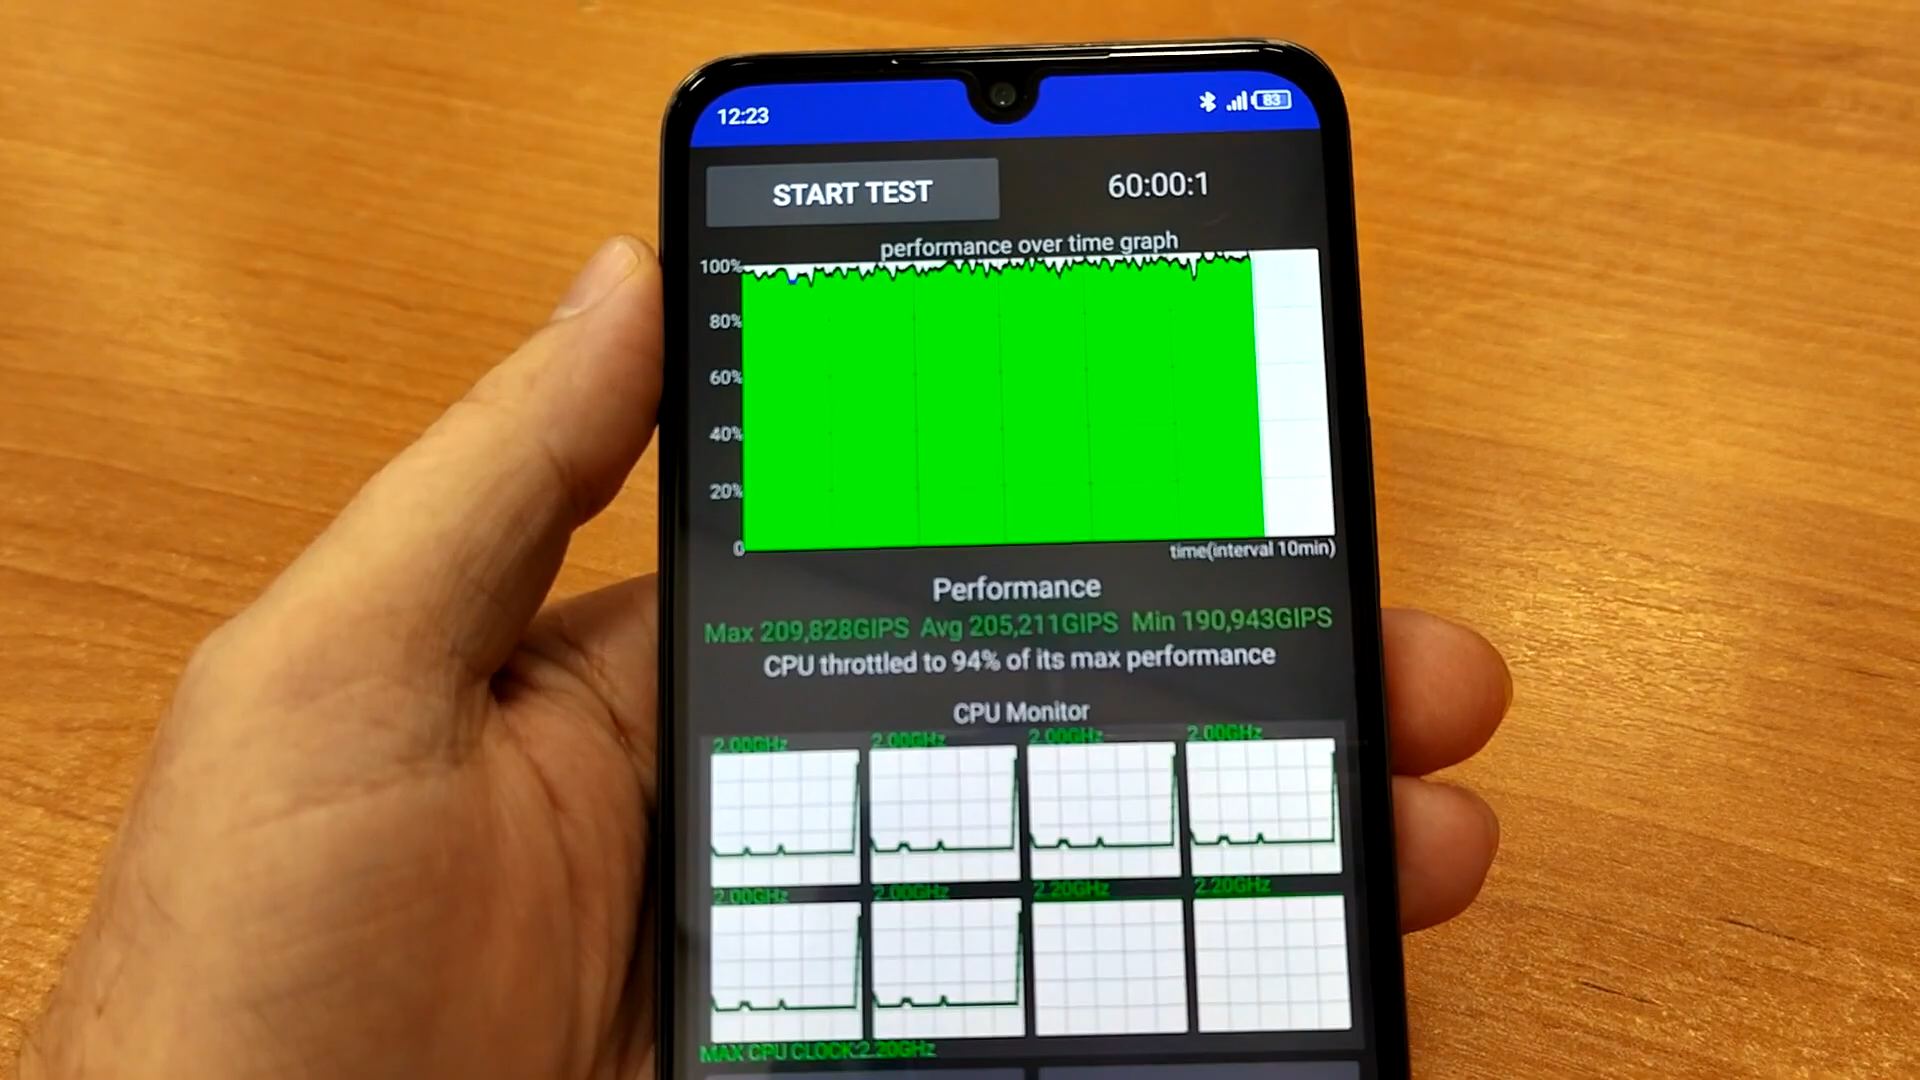 12:23
83
START TEST
60:00:1
performance over time graph
100%
80%
60%
40%
20%
0
time(interval 10min)
Performance
Max 209,828GIPS Avg 205,211GIPS Min 190,943GIPS
CPU throttled to 94% of its max performance
CPU Monitor
2.00GHz 2.00GHz 2.00GHz 2.00GHz
2.00GHz 2.00GHz 2.20GHz 2.20GHz
MAX CPU CLOCK:2.20GHz